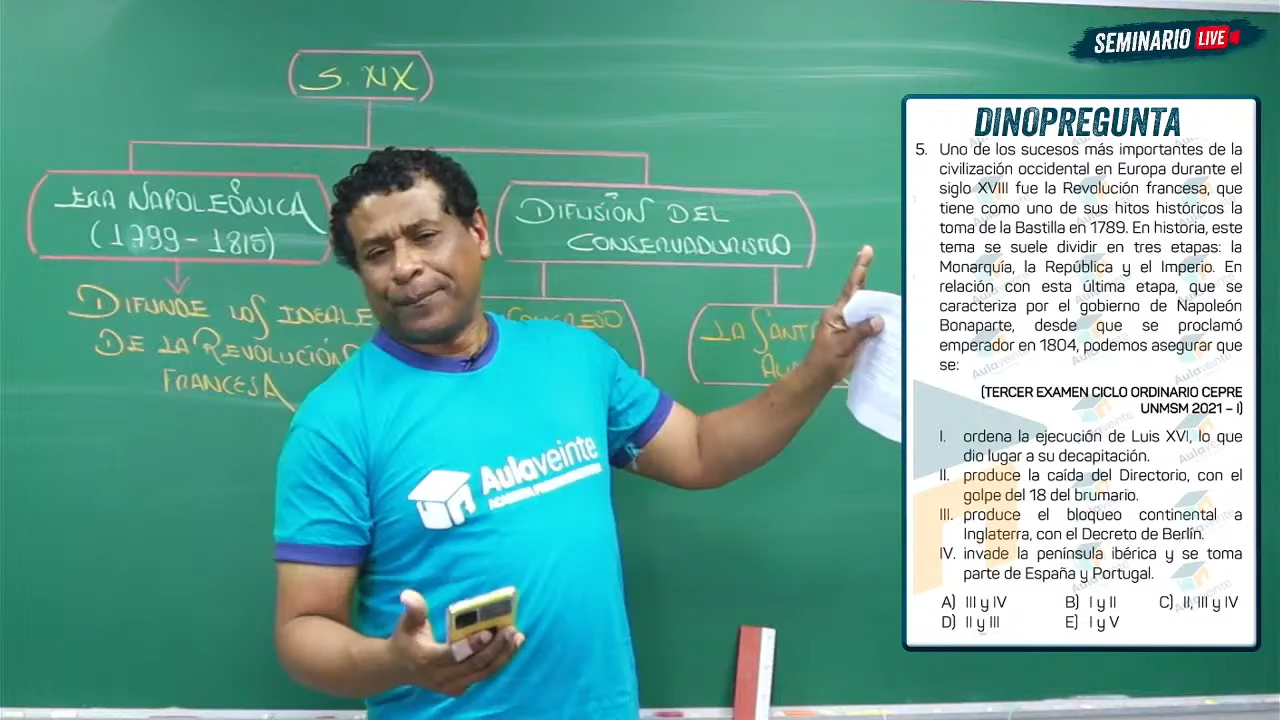 SEMINARIO LIVE
S. XIX
ERA NAPOLEÓNICA
(1799 - 1815)
DIFUSIÓN DEL
CONSERVADURISMO
DIFUNDE LOS IDEALE
DE LA REVOLUCIÓN
FRANCESA
CONGRESO
LA SANT
Aulaveinte
DINOPREGUNTA
5. Uno de los sucesos más importantes de la
civilización occidental en Europa durante el
siglo XVIII fue la Revolución francesa, que
tiene como uno de sus hitos históricos la
toma de la Bastilla en 1789. En historia, este
tema se suele dividir en tres etapas: la
Monarquía, la República y el Imperio. En
relación con esta última etapa, que se
caracteriza por el gobierno de Napoleón
Bonaparte, desde que se proclamó
emperador en 1804, podemos asegurar que
se:
(TERCER EXAMEN CICLO ORDINARIO CEPRE
UNMSM 2021 – I)
I. ordena la ejecución de Luis XVI, lo que
dio lugar a su decapitación.
II. produce la caída del Directorio, con el
golpe del 18 del brumario.
III. produce el bloqueo continental a
Inglaterra, con el Decreto de Berlín.
IV. invade la península ibérica y se toma
parte de España y Portugal.
A) III y IV B) I y II C) II, III y IV
D) II y III E) I y V